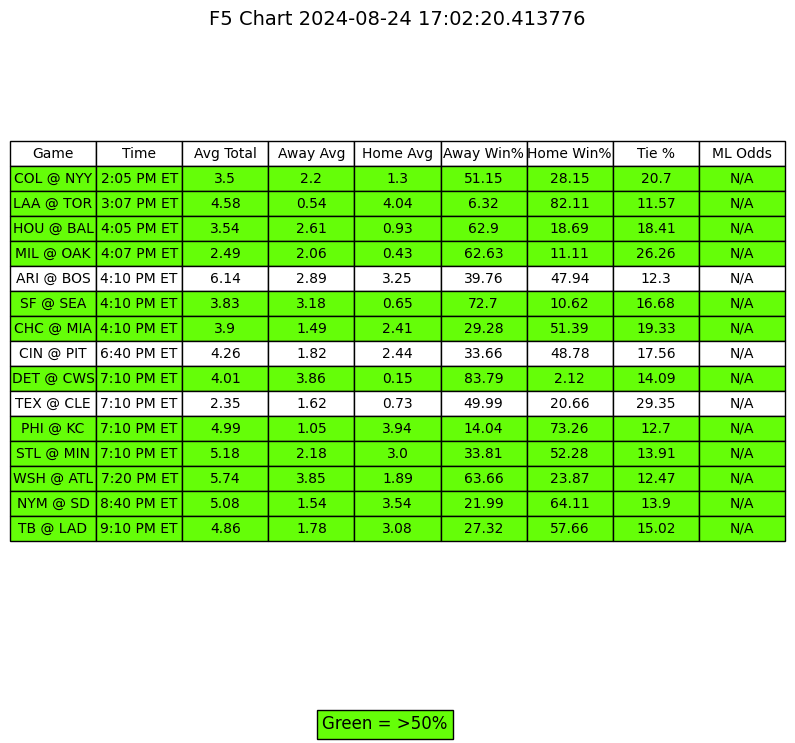 F5 Chart 2024-08-24 17:02:20.413776
Game Time Avg Total Away Avg Home Avg Away Win% Home Win% Tie % ML Odds
COL @ NYY 2:05 PM ET 3.5 2.2 1.3 51.15 28.15 20.7 N/A
LAA @ TOR 3:07 PM ET 4.58 0.54 4.04 6.32 82.11 11.57 N/A
HOU @ BAL 4:05 PM ET 3.54 2.61 0.93 62.9 18.69 18.41 N/A
MIL @ OAK 4:07 PM ET 2.49 2.06 0.43 62.63 11.11 26.26 N/A
ARI @ BOS 4:10 PM ET 6.14 2.89 3.25 39.76 47.94 12.3 N/A
SF @ SEA 4:10 PM ET 3.83 3.18 0.65 72.7 10.62 16.68 N/A
CHC @ MIA 4:10 PM ET 3.9 1.49 2.41 29.28 51.39 19.33 N/A
CIN @ PIT 6:40 PM ET 4.26 1.82 2.44 33.66 48.78 17.56 N/A
DET @ CWS 7:10 PM ET 4.01 3.86 0.15 83.79 2.12 14.09 N/A
TEX @ CLE 7:10 PM ET 2.35 1.62 0.73 49.99 20.66 29.35 N/A
PHI @ KC 7:10 PM ET 4.99 1.05 3.94 14.04 73.26 12.7 N/A
STL @ MIN 7:10 PM ET 5.18 2.18 3.0 33.81 52.28 13.91 N/A
WSH @ ATL 7:20 PM ET 5.74 3.85 1.89 63.66 23.87 12.47 N/A
NYM @ SD 8:40 PM ET 5.08 1.54 3.54 21.99 64.11 13.9 N/A
TB @ LAD 9:10 PM ET 4.86 1.78 3.08 27.32 57.66 15.02 N/A
Green = >50%